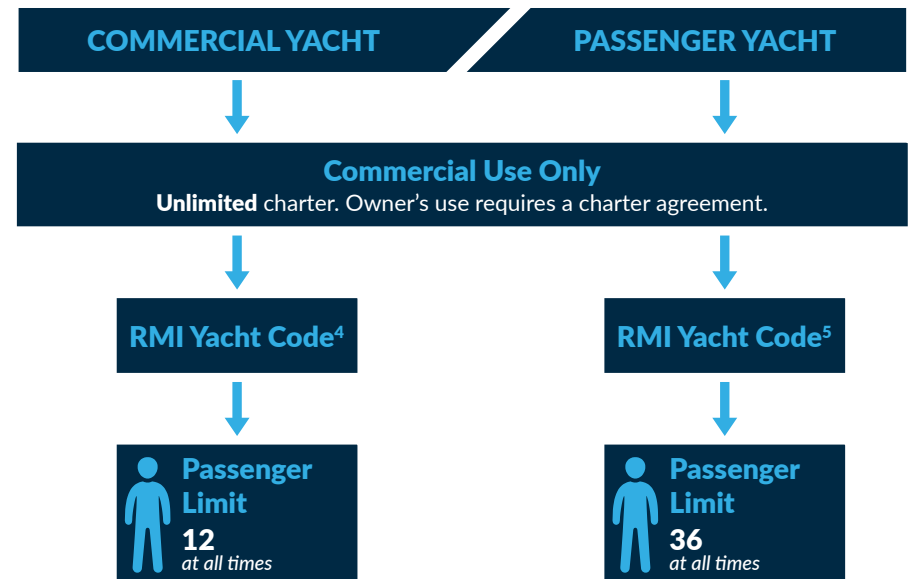 COMMERCIAL YACHT
PASSENGER YACHT
Commercial Use Only
Unlimited charter. Owner’s use requires a charter agreement.
RMI Yacht Code⁴
RMI Yacht Code⁵
Passenger
Limit
12
at all times
Passenger
Limit
36
at all times